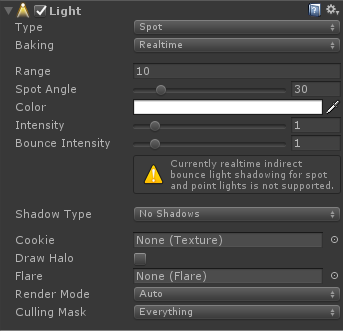 Light
Type Spot
Baking Realtime
Range 10
Spot Angle 30
Color
Intensity 1
Bounce Intensity 1
Currently realtime indirect
bounce light shadowing for spot
and point lights is not supported.
Shadow Type No Shadows
Cookie None (Texture)
Draw Halo
Flare None (Flare)
Render Mode Auto
Culling Mask Everything